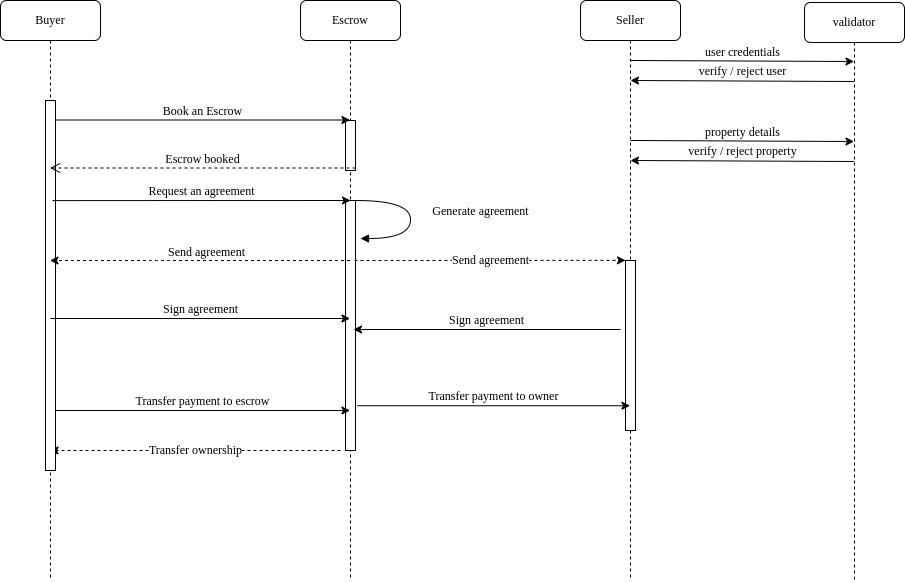 Buyer
Escrow
Seller
validator
user credentials
verify / reject user
Book an Escrow
property details
verify / reject property
Escrow booked
Request an agreement
Generate agreement
Send agreement
Send agreement
Sign agreement
Sign agreement
Transfer payment to escrow
Transfer payment to owner
Transfer ownership